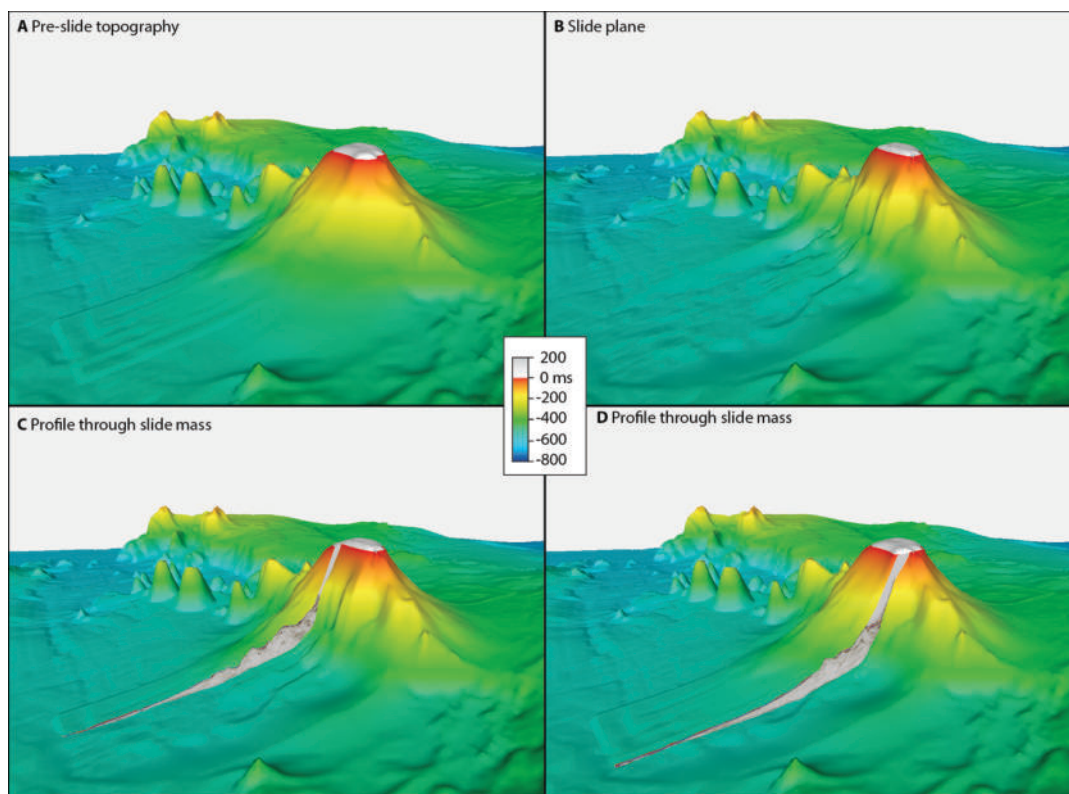 A Pre-slide topography
B Slide plane
200
0 ms
-200
-400
-600
-800
C Profile through slide mass
D Profile through slide mass